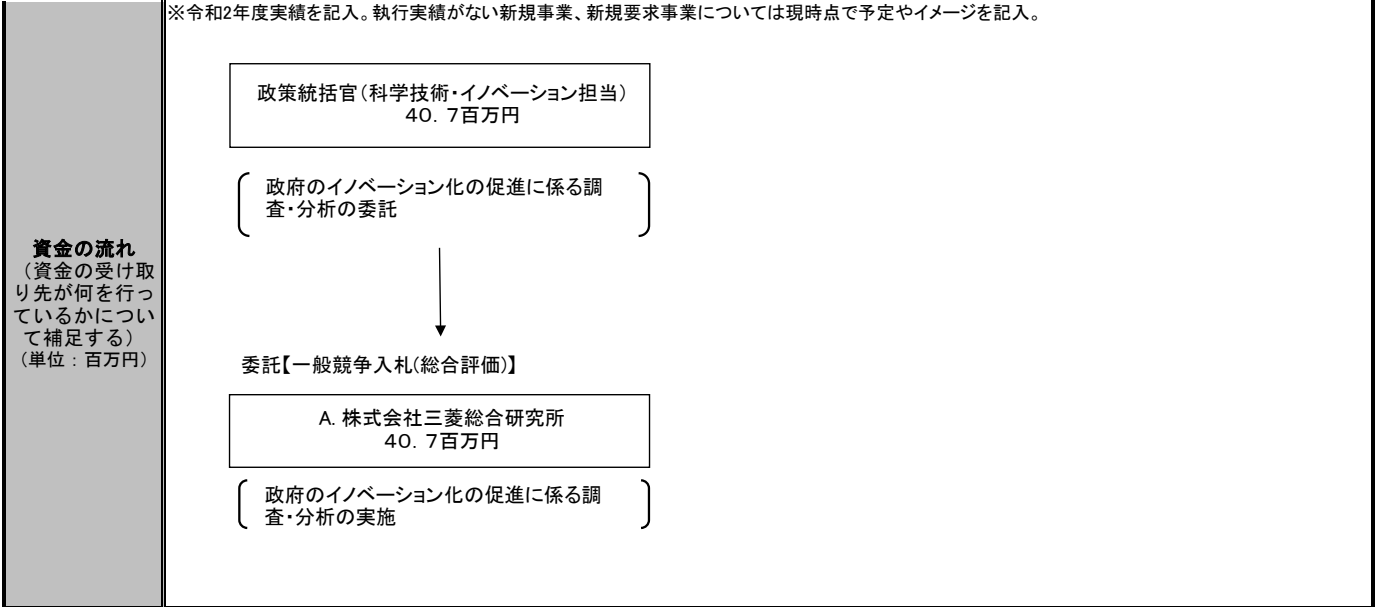 ※令和2年度実績を記入。執行実績がない新規事業、新規要求事業については現時点で予定やイメージを記入。
資金の流れ
（資金の受け取
り先が何を行っ
ているかについ
て補足する）
（単位：百万円）
政策統括官（科学技術・イノベーション担当）
４０．７百万円
政府のイノベーション化の促進に係る調
査・分析の委託
委託【一般競争入札(総合評価)】
A. 株式会社三菱総合研究所
４０．７百万円
政府のイノベーション化の促進に係る調
査・分析の実施